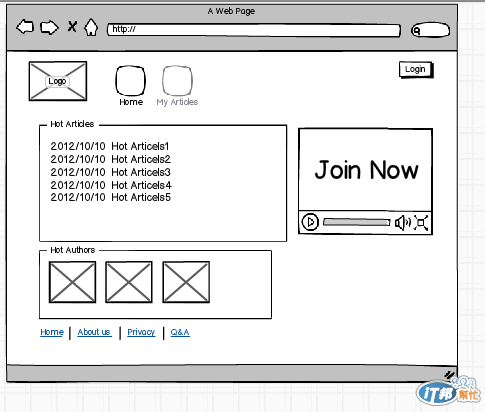 A Web Page
http://
Logo
Login
Home
My Articles
Hot Articles
2012/10/10 Hot Articels1
2012/10/10 Hot Articels2
2012/10/10 Hot Articels3
2012/10/10 Hot Articels4
2012/10/10 Hot Articels5
Join Now
Hot Authors
Home | About us | Privacy | Q&A
iT邦幫忙